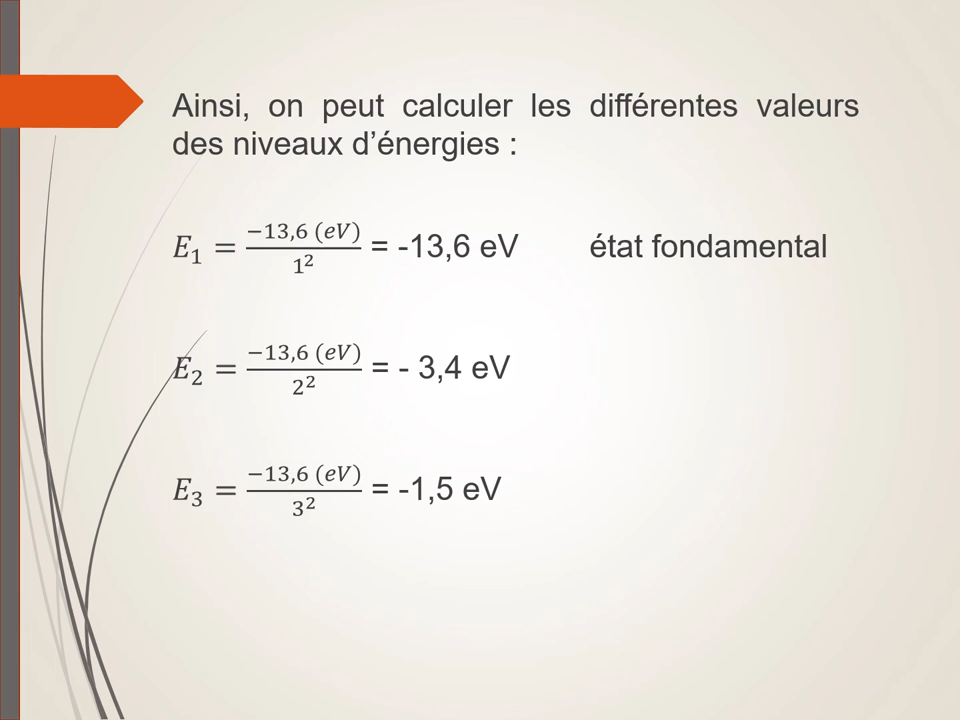 Ainsi, on peut calculer les différentes valeurs
des niveaux d’énergies :
E₁ = −13,6 (eV) / 1² = -13,6 eV état fondamental
E₂ = −13,6 (eV) / 2² = - 3,4 eV
E₃ = −13,6 (eV) / 3² = -1,5 eV